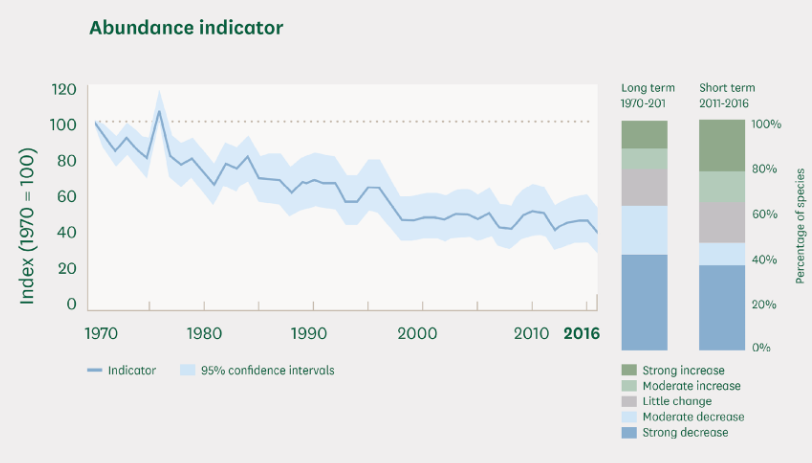 Abundance indicator
Index (1970 = 100)
120
100
80
60
40
20
0
1970
1980
1990
2000
2010
2016
Indicator
95% confidence intervals
Long term
1970-201
Short term
2011-2016
100%
80%
60%
40%
20%
0%
Percentage of species
Strong increase
Moderate increase
Little change
Moderate decrease
Strong decrease